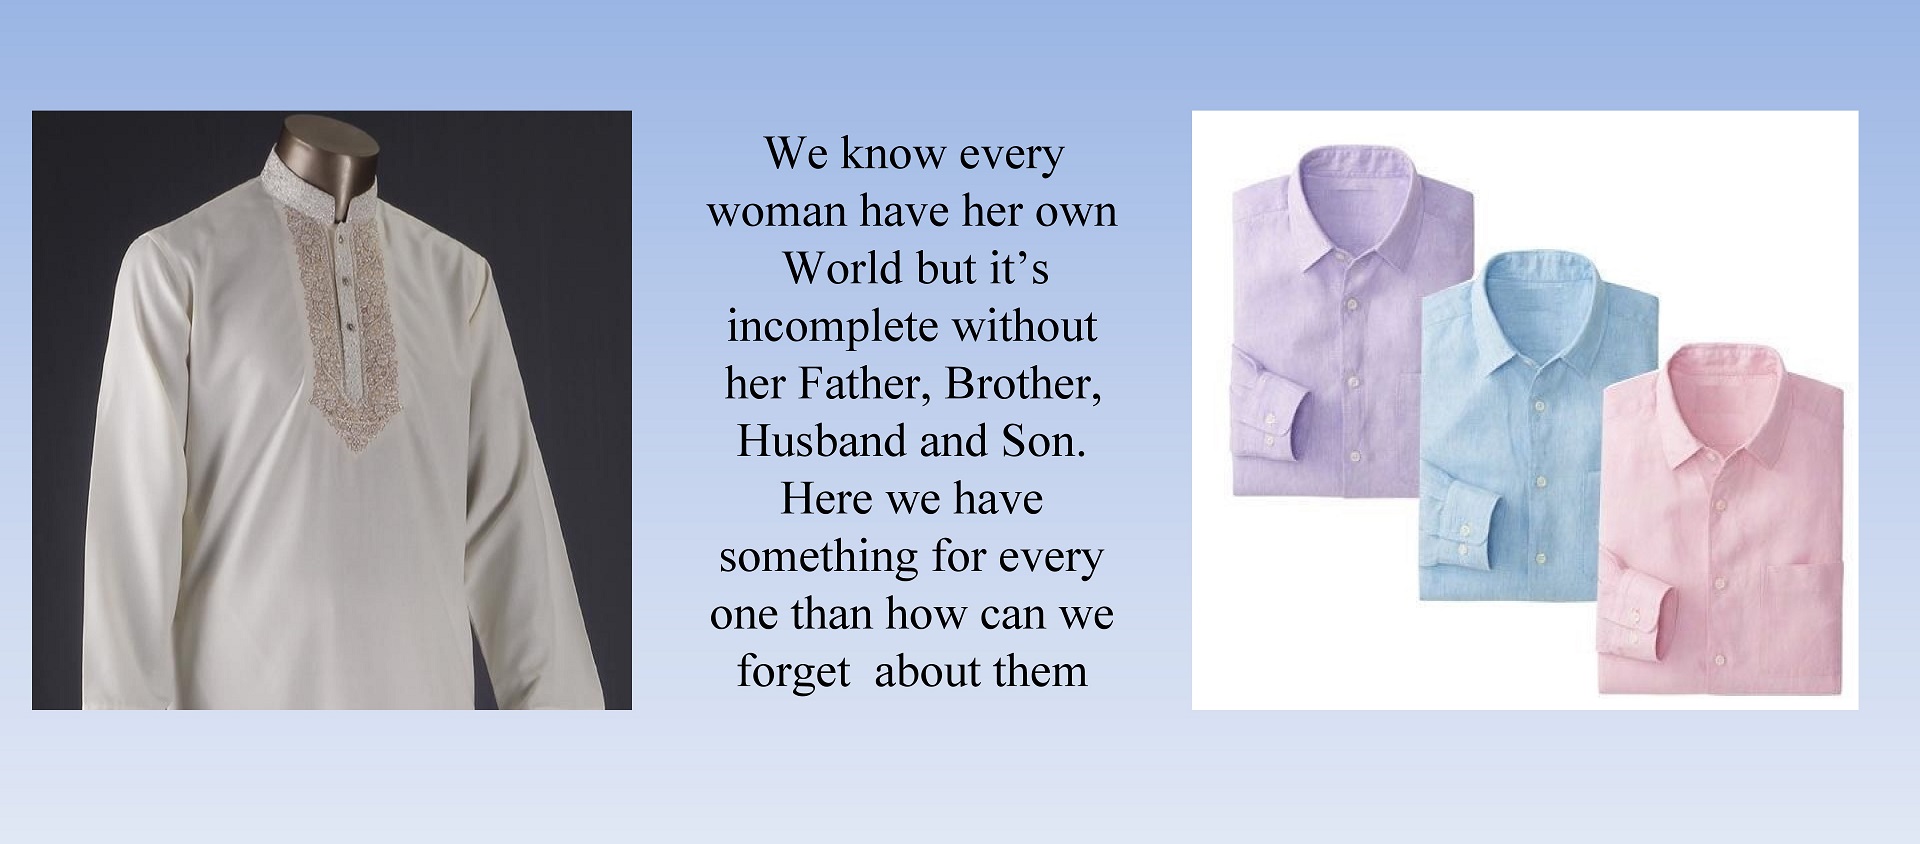 We know every
woman have her own
World but it’s
incomplete without
her Father, Brother,
Husband and Son.
Here we have
something for every
one than how can we
forget  about them